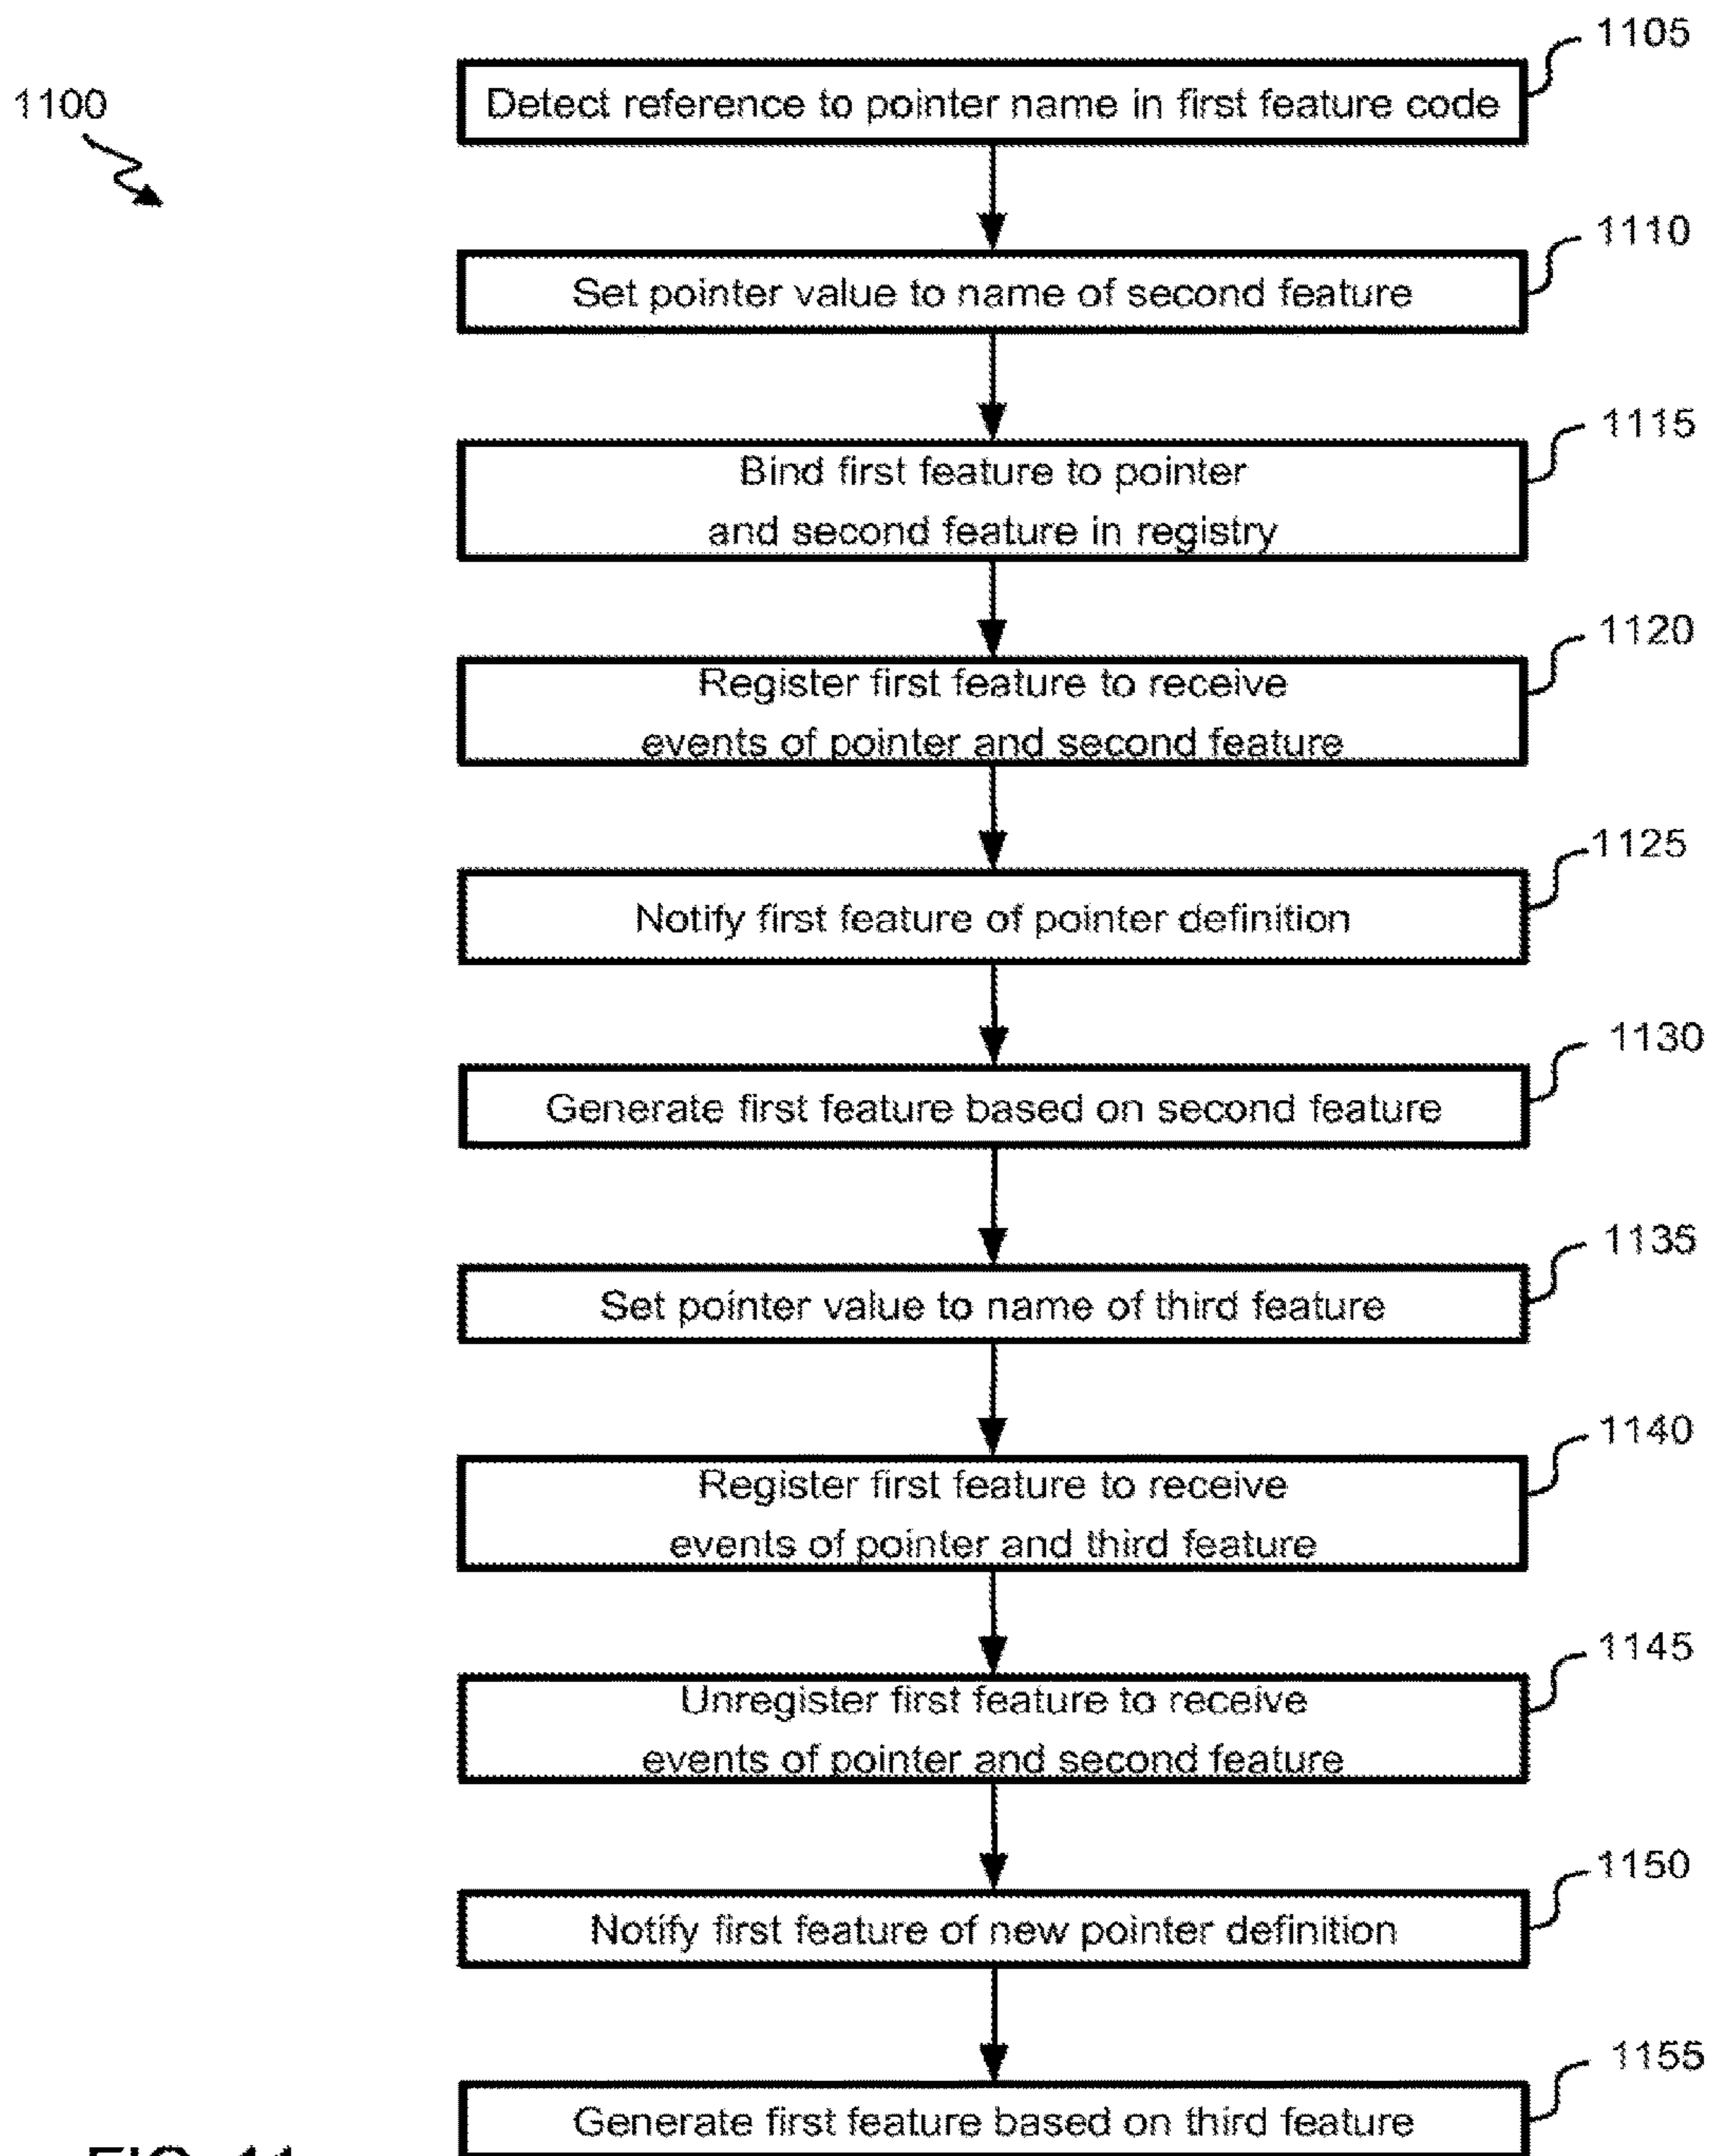 1105
1100
Detect reference to pointer name in first feature code
1110
Set pointer value to name of second feature
1115
Bind first feature to pointer
and second feature in registry
1120
Register first feature to receive
events of pointer and second feature
1125
Notify first feature of pointer definition
1130
Generate first feature based on second feature
1135
Set pointer value to name of third feature
1140
Register first feature to receive
events of pointer and third feature
1145
Unregister first feature to receive
events of pointer and second feature
1150
Notify first feature of new pointer definition
1155
Generate first feature based on third feature
FIG. 11